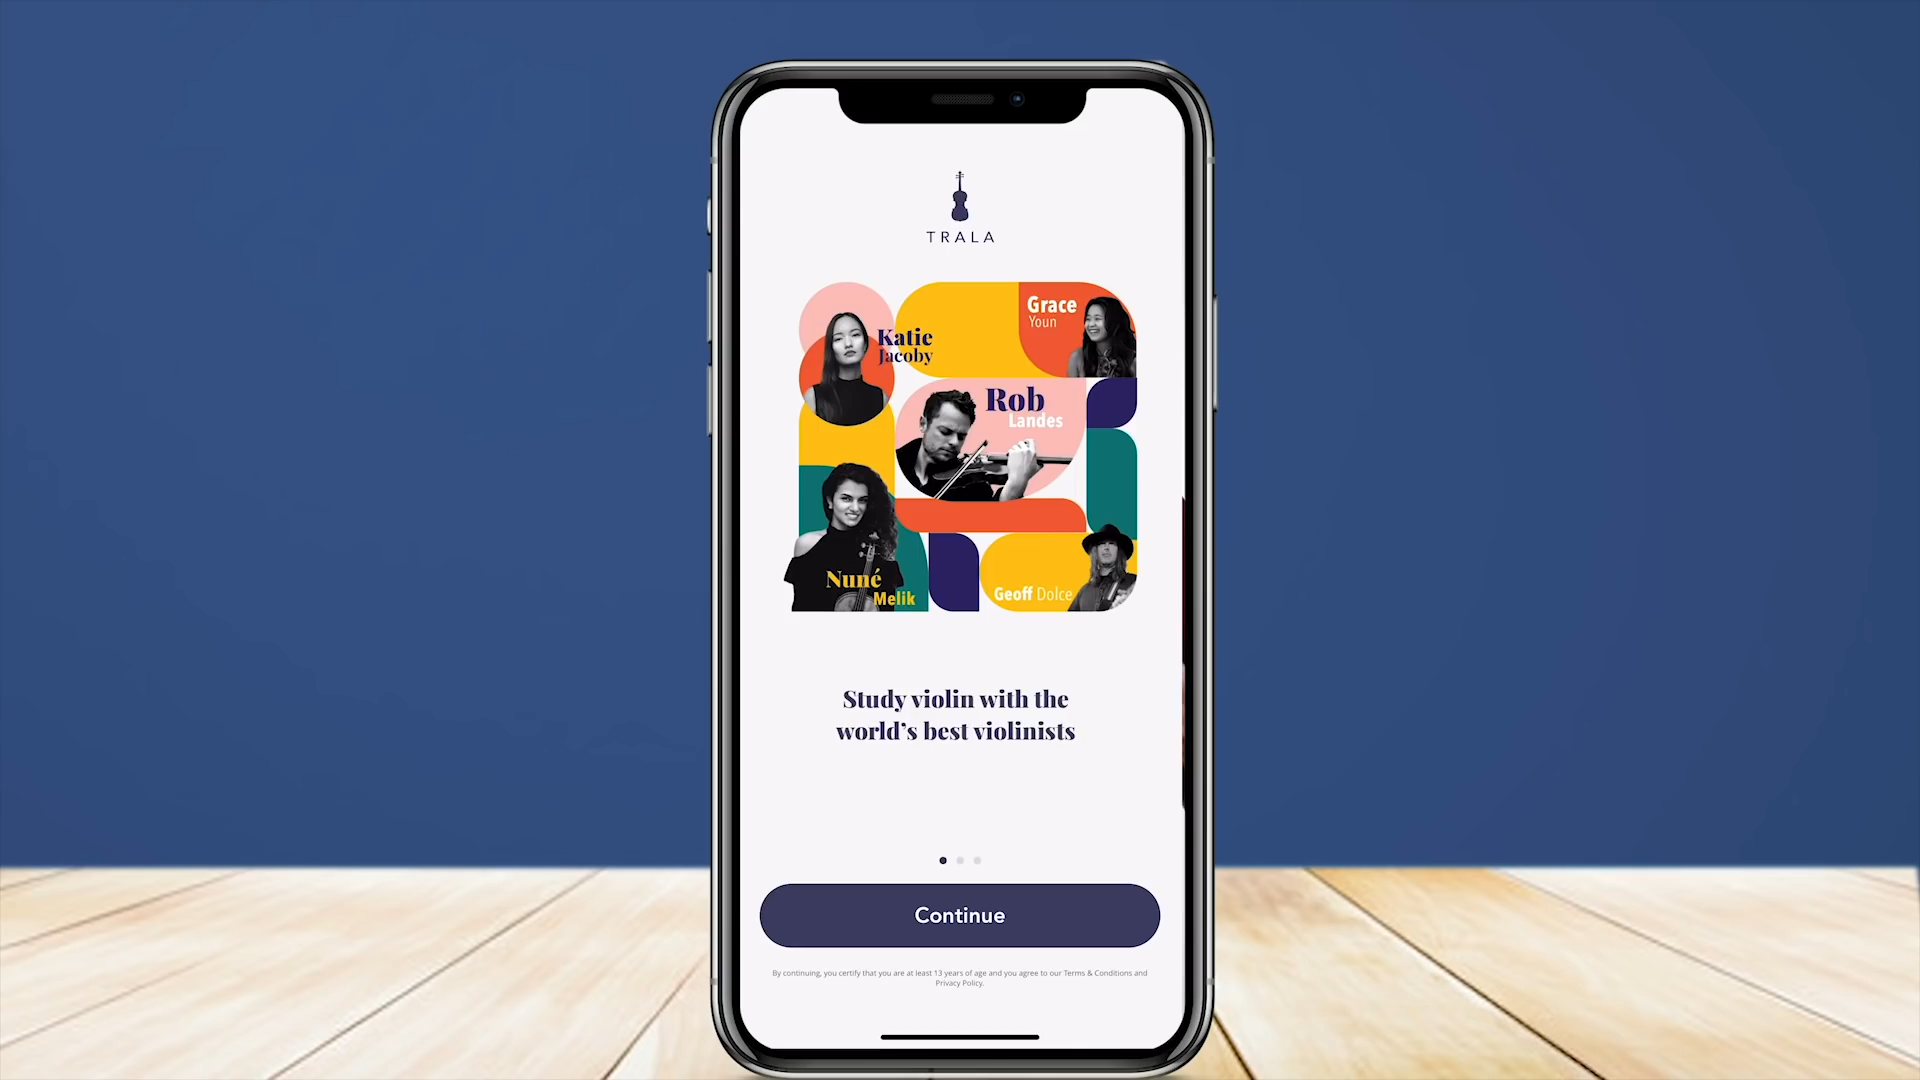 TRALA
Katie
Jacoby
Grace
Youn
Rob
Landes
Nuné
Melik
Geoff Dolce
Study violin with the
world's best violinists
Continue
By continuing, you certify that you are at least 13 years of age and you agree to our Terms & Conditions and
Privacy Policy.